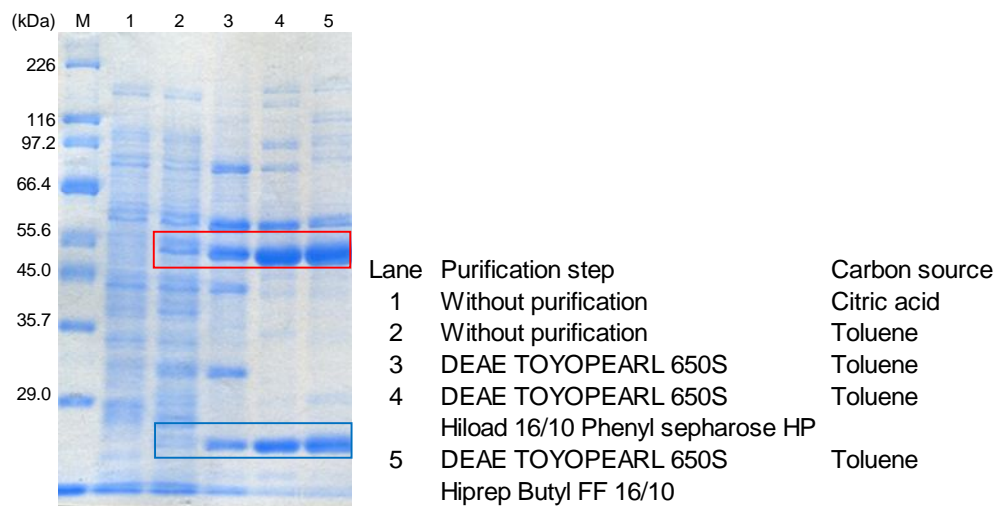 (kDa) M 1 2 3 4 5
226
116
97.2
66.4
55.6
45.0
35.7
29.0
Lane Purification step Carbon source
1 Without purification Citric acid
2 Without purification Toluene
3 DEAE TOYOPEARL 650S Toluene
4 DEAE TOYOPEARL 650S Toluene
Hiload 16/10 Phenyl sepharose HP
5 DEAE TOYOPEARL 650S Toluene
Hiprep Butyl FF 16/10